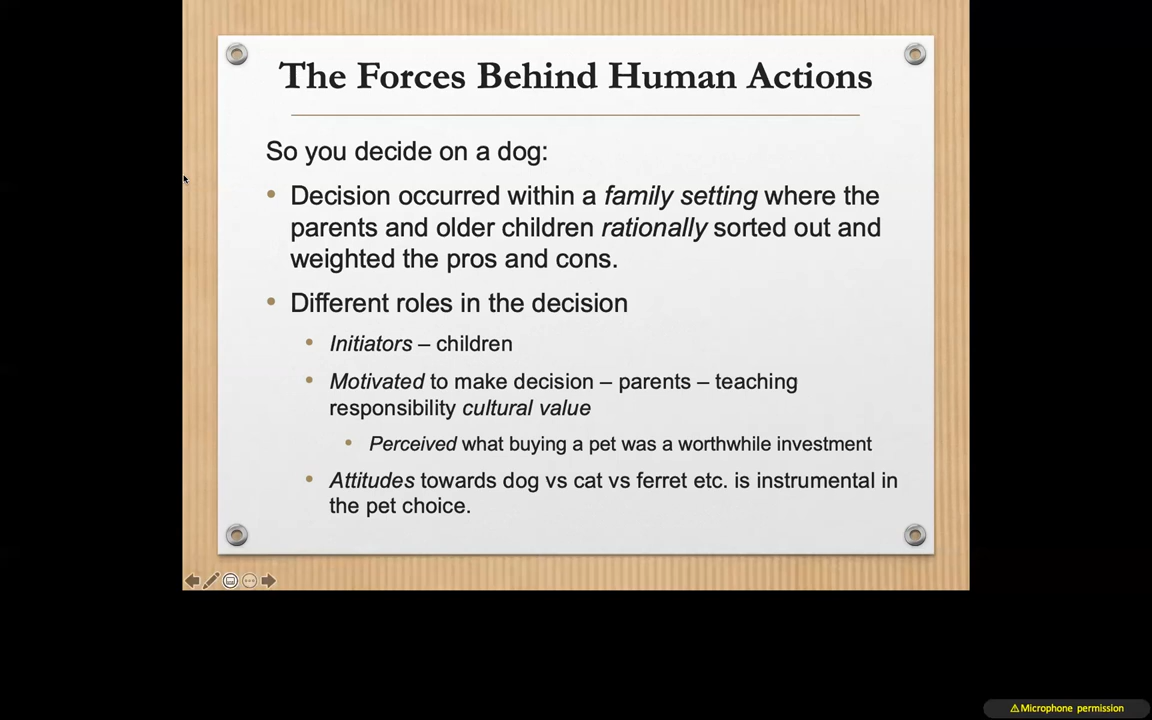 The Forces Behind Human Actions
So you decide on a dog:
• Decision occurred within a family setting where the
parents and older children rationally sorted out and
weighted the pros and cons.
• Different roles in the decision
• Initiators – children
• Motivated to make decision – parents – teaching
responsibility cultural value
• Perceived what buying a pet was a worthwhile investment
• Attitudes towards dog vs cat vs ferret etc. is instrumental in
the pet choice.
⚠Microphone permission